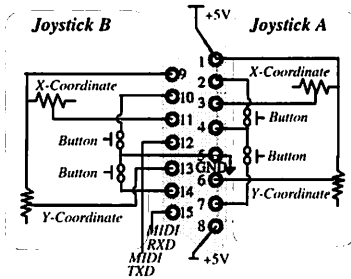 Joystick B
+5V
Joystick A
1
9
2
X-Coordinate
X-Coordinate
10
3
11
4
Button
Button
12
5
GND
13
Button
Button
6
14
Y-Coordinate
Y-Coordinate
7
15
8
MIDI
RXD
MIDI
TXD
+5V